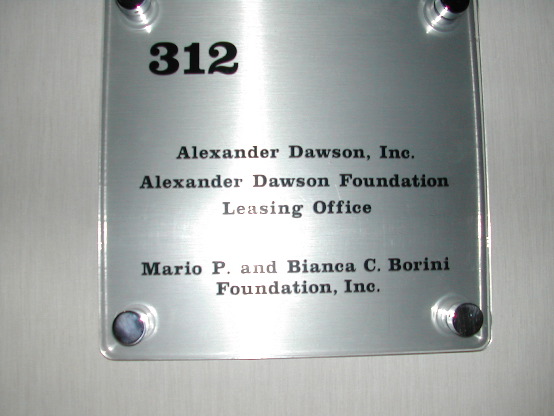 312
Alexander Dawson, Inc.
Alexander Dawson Foundation
Leasing Office
Mario P. and Bianca C. Borini
Foundation, Inc.